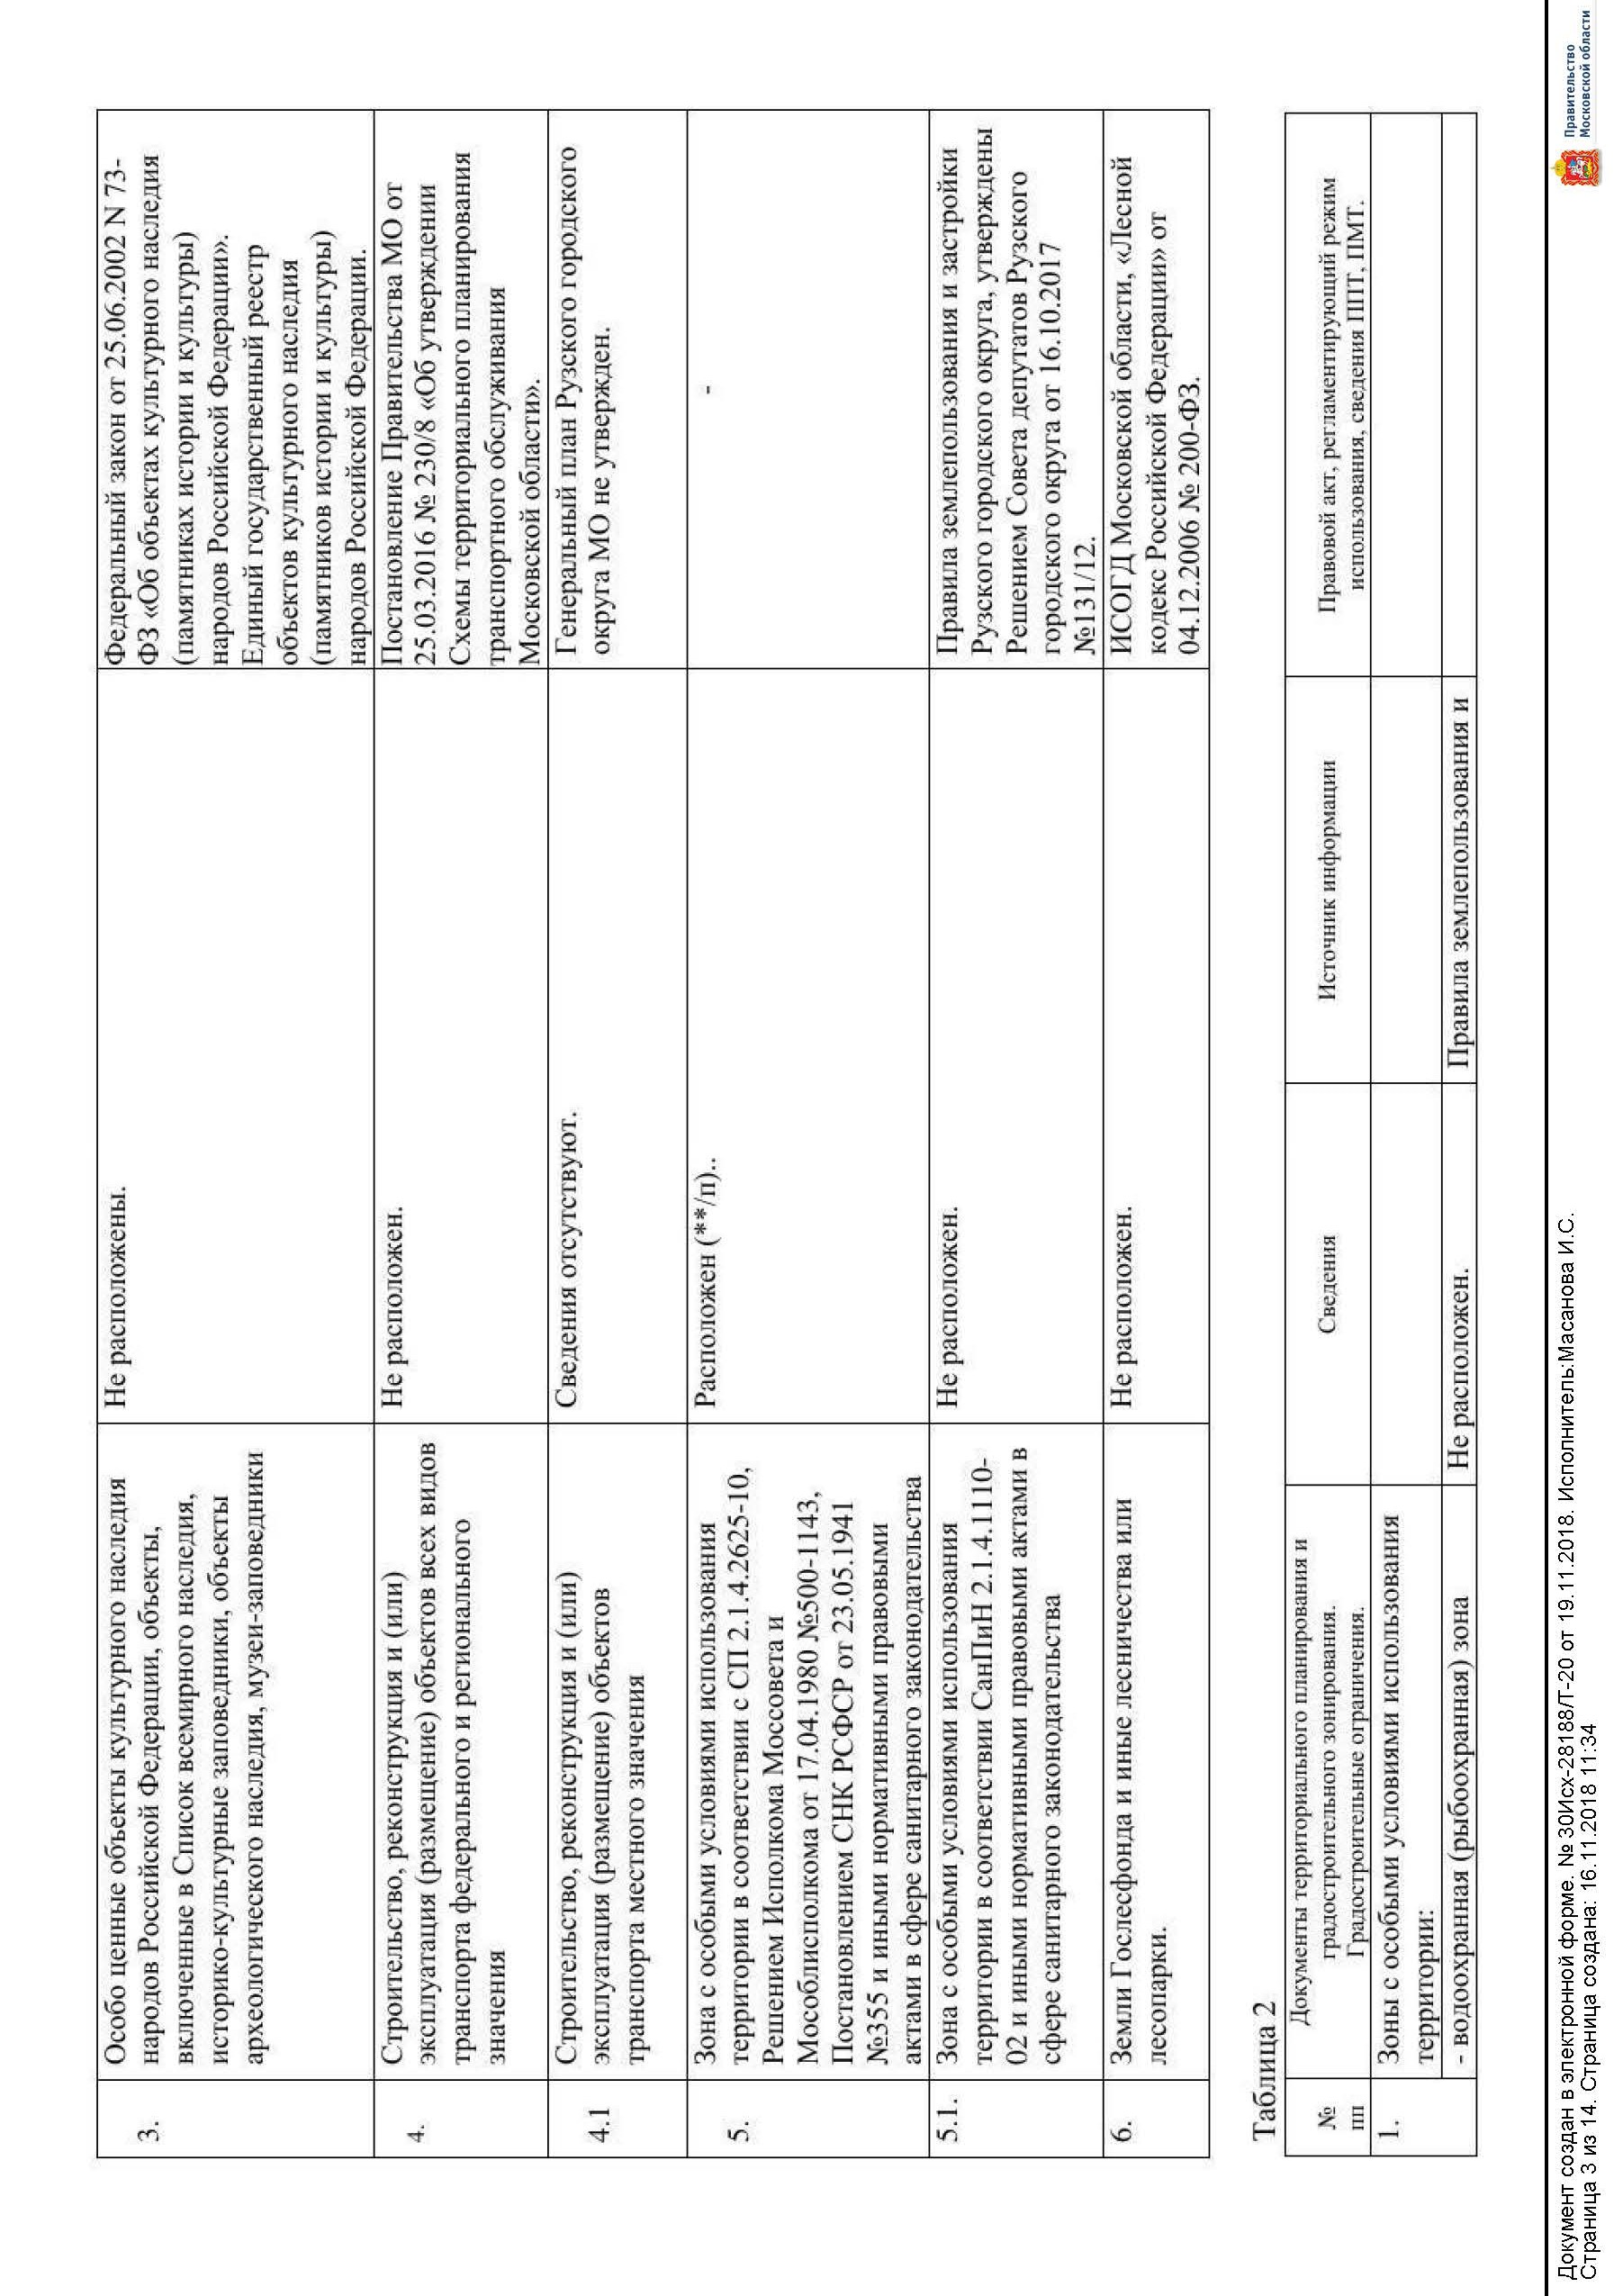 3.
Особо ценные объекты культурного наследия
народов Российской Федерации, объекты,
включенные в Список всемирного наследия,
историко-культурные заповедники, объекты
археологического наследия, музеи-заповедники
Не расположены.
Федеральный закон от 25.06.2002 N 73-
ФЗ «Об объектах культурного наследия
(памятниках истории и культуры)
народов Российской Федерации».
Единый государственный реестр
объектов культурного наследия
(памятников истории и культуры)
народов Российской Федерации.
4.
Строительство, реконструкция и (или)
эксплуатация (размещение) объектов всех видов
транспорта федерального и регионального
значения
Не расположен.
Постановление Правительства МО от
25.03.2016 № 230/8 «Об утверждении
Схемы территориального планирования
транспортного обслуживания
Московской области».
4.1
Строительство, реконструкция и (или)
эксплуатация (размещение) объектов
транспорта местного значения
Сведения отсутствуют.
Генеральный план Рузского городского
округа МО не утвержден.
5.
Зона с особыми условиями использования
территории в соответствии с СП 2.1.4.2625-10,
Решением Исполкома Моссовета и
Мособлисполкома от 17.04.1980 №500-1143,
Постановлением СНК РСФСР от 23.05.1941
№355 и иными нормативными правовыми
актами в сфере санитарного законодательства
Расположен (**/п)..
-
5.1.
Зона с особыми условиями использования
территории в соответствии СанПиН 2.1.4.1110-
02 и иными нормативными правовыми актами в
сфере санитарного законодательства
Не расположен.
Правила землепользования и застройки
Рузского городского округа, утверждены
Решением Совета депутатов Рузского
городского округа от 16.10.2017
№131/12.
6.
Земли Гослесфонда и иные лесничества или
лесопарки.
Не расположен.
ИСОГД Московской области, «Лесной
кодекс Российской Федерации» от
04.12.2006 № 200-ФЗ.
Таблица 2
№
пп
Документы территориального планирования и
градостроительного зонирования.
Градостроительные ограничения.
Сведения
Источник информации
Правовой акт, регламентирующий режим
использования, сведения ППТ, ПМТ.
1.
Зоны с особыми условиями использования
территории:
- водоохранная (рыбоохранная) зона
Не расположен.
Правила землепользования и
Документ создан в электронной форме. № 30Исх-28188/Т-20 от 19.11.2018. Исполнитель:Масанова И.С.
Страница 3 из 14. Страница создана: 16.11.2018 11:34
Правительство
Московской области